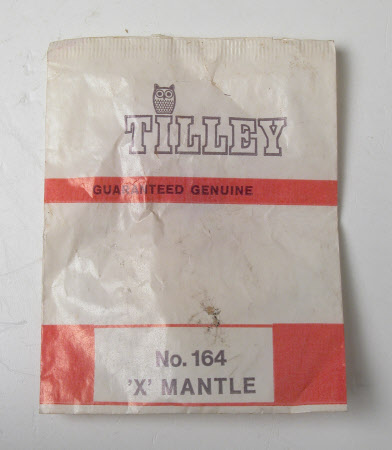 TILLEY
GUARANTEED GENUINE
No. 164
'X' MANTLE